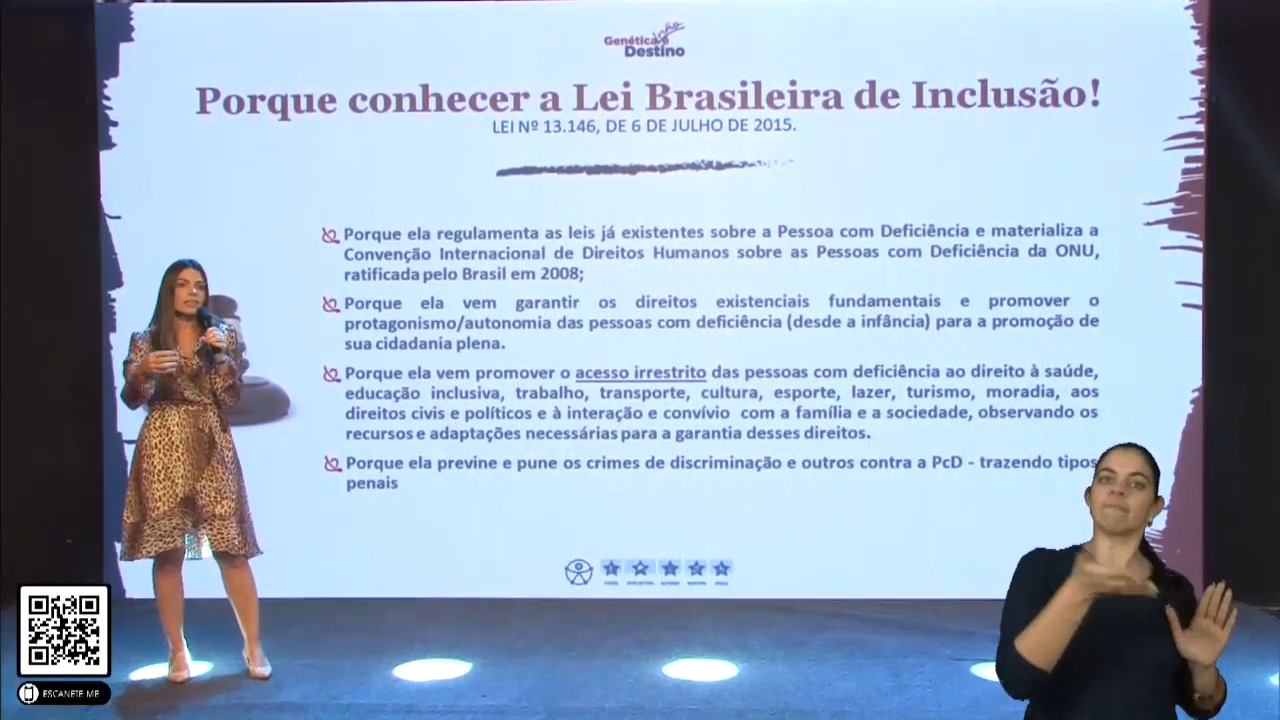 Genética não é
Destino
Porque conhecer a Lei Brasileira de Inclusão!
LEI Nº 13.146, DE 6 DE JULHO DE 2015.
Porque ela regulamenta as leis já existentes sobre a Pessoa com Deficiência e materializa a
Convenção Internacional de Direitos Humanos sobre as Pessoas com Deficiência da ONU,
ratificada pelo Brasil em 2008;
Porque ela vem garantir os direitos existenciais fundamentais e promover o
protagonismo/autonomia das pessoas com deficiência (desde a infância) para a promoção de
sua cidadania plena.
Porque ela vem promover o acesso irrestrito das pessoas com deficiência ao direito à saúde,
educação inclusiva, trabalho, transporte, cultura, esporte, lazer, turismo, moradia, aos
direitos civis e políticos e à interação e convívio com a família e a sociedade, observando os
recursos e adaptações necessárias para a garantia desses direitos.
Porque ela previne e pune os crimes de discriminação e outros contra a PcD - trazendo tipos
penais
ESCANETE ME